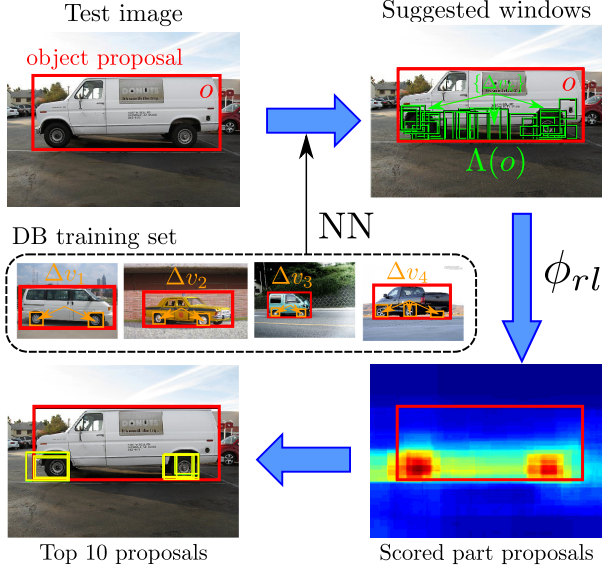 Test image
Suggested windows
object proposal
o
o
Λ(o)
NN
ϕrl
DB training set
Δv₁
Δv₂
Δv₃
Δv₄
Top 10 proposals
Scored part proposals